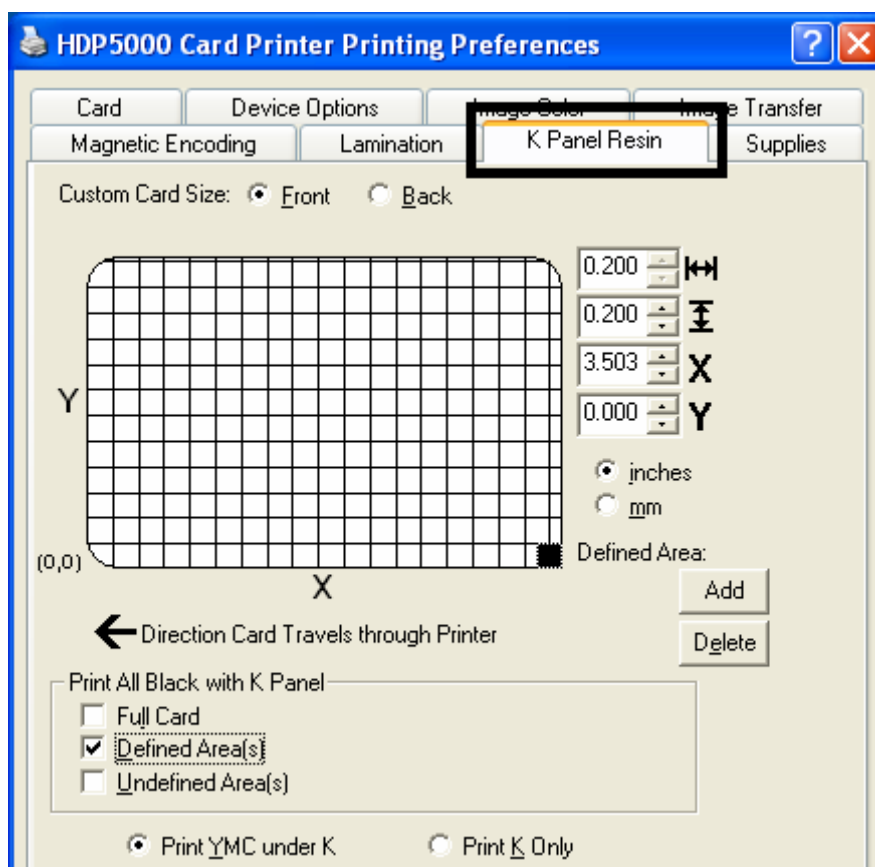 HDP5000 Card Printer Printing Preferences
Card Device Options Image Color Image Transfer
Magnetic Encoding Lamination K Panel Resin Supplies
Custom Card Size: Front Back
0.200
0.200
3.503 X
0.000 Y
Y
inches
mm
(0,0)
Defined Area:
X
Add
Direction Card Travels through Printer
Delete
Print All Black with K Panel
Full Card
Defined Area(s)
Undefined Area(s)
Print YMC under K Print K Only